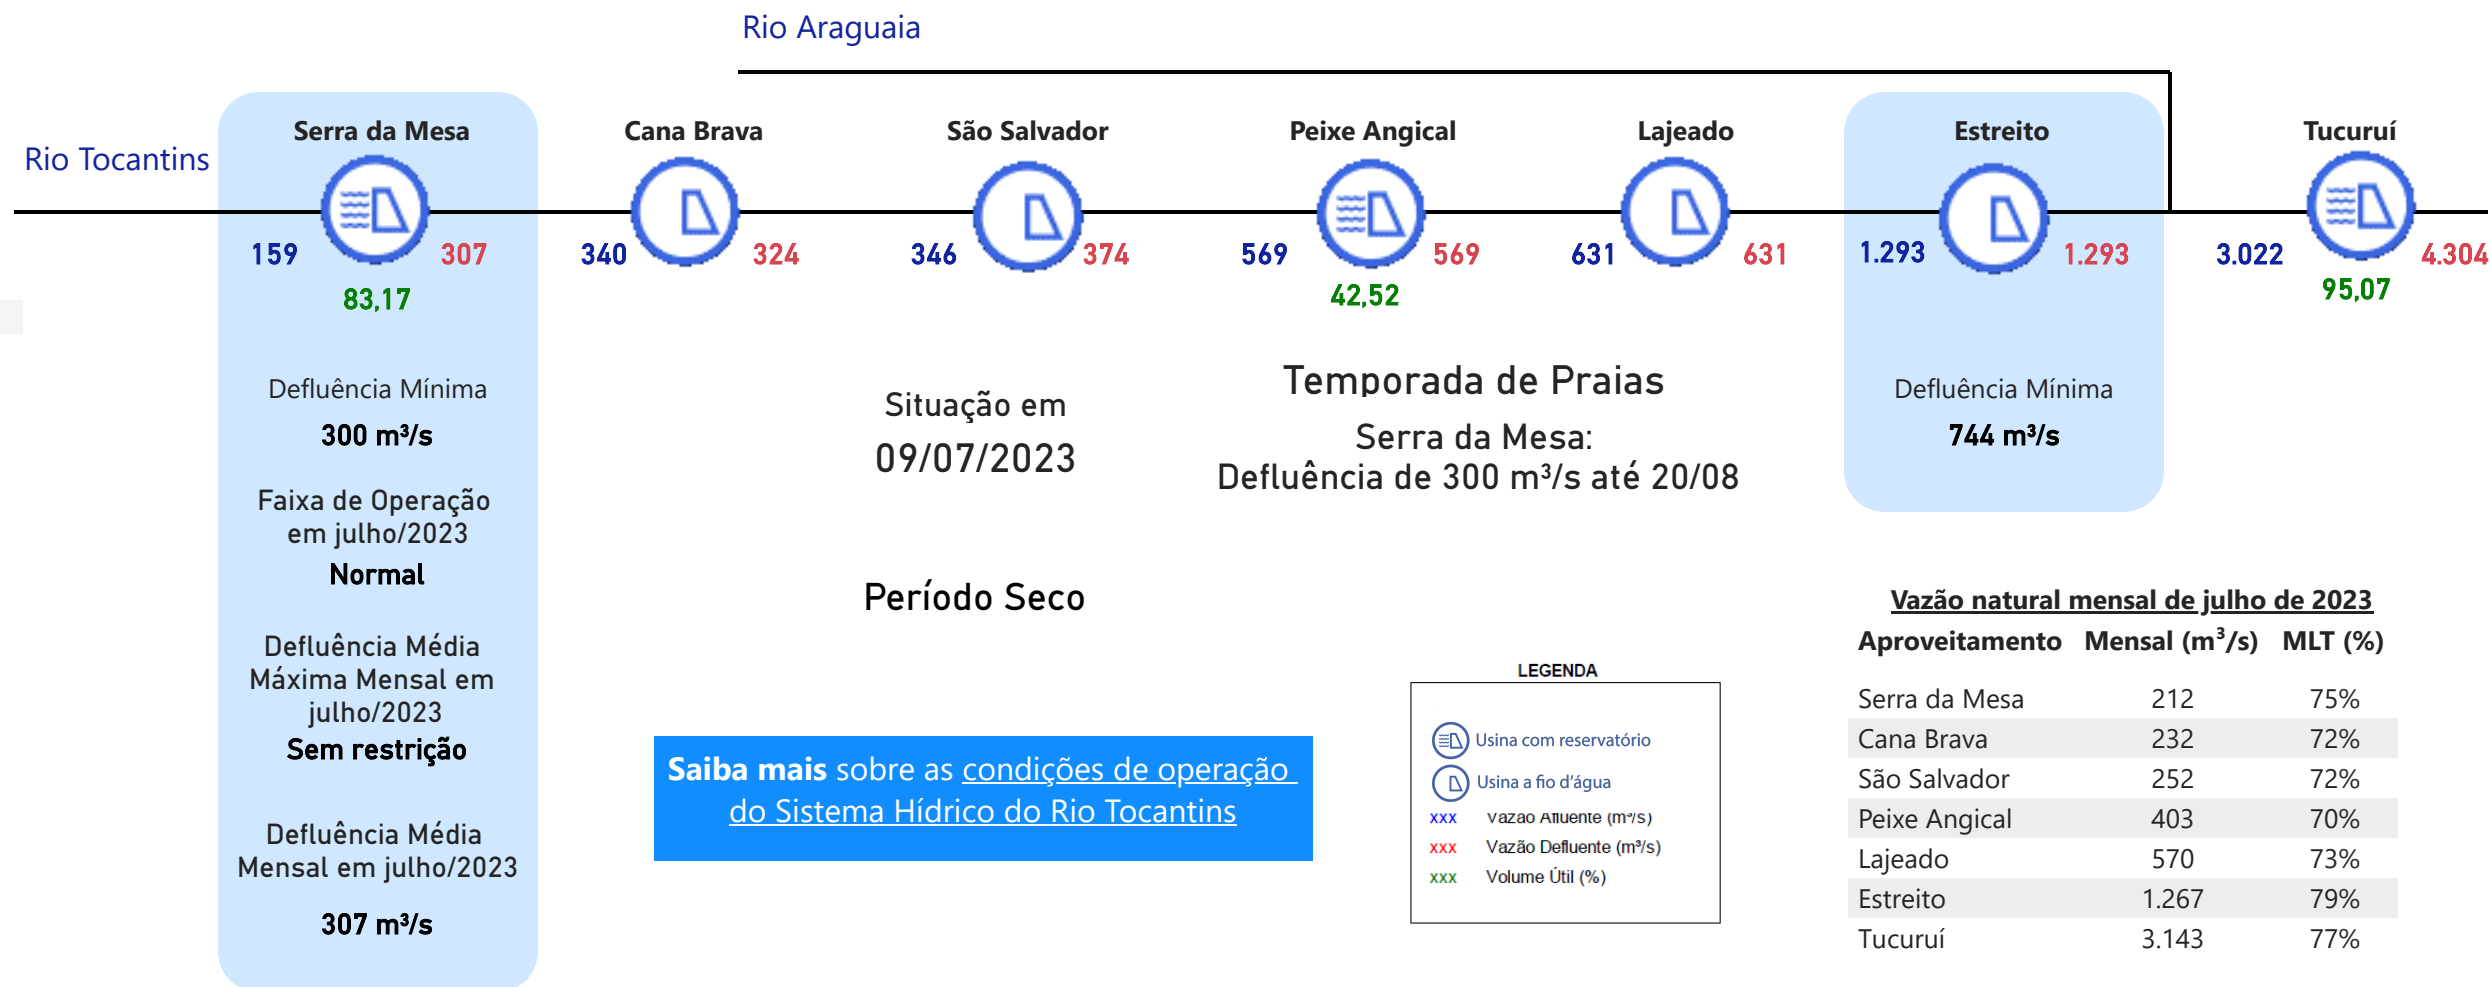 Rio Araguaia
Rio Tocantins
Serra da Mesa
Cana Brava
São Salvador
Peixe Angical
Lajeado
Estreito
Tucuruí
159 307
340 324
346 374
569 569
631 631
1.293 1.293
3.022 4.304
83,17
42,52
95,07
Defluência Mínima
300 m³/s
Faixa de Operação
em julho/2023
Normal
Defluência Média
Máxima Mensal em
julho/2023
Sem restrição
Defluência Média
Mensal em julho/2023
307 m³/s
Situação em
09/07/2023
Período Seco
Temporada de Praias
Serra da Mesa:
Defluência de 300 m³/s até 20/08
Defluência Mínima
744 m³/s
Saiba mais sobre as condições de operação
do Sistema Hídrico do Rio Tocantins
LEGENDA
Usina com reservatório
Usina a fio d'água
xxx Vazão Afluente (m³/s)
xxx Vazão Defluente (m³/s)
xxx Volume Útil (%)
Vazão natural mensal de julho de 2023
Aproveitamento Mensal (m³/s) MLT (%)
Serra da Mesa 212 75%
Cana Brava 232 72%
São Salvador 252 72%
Peixe Angical 403 70%
Lajeado 570 73%
Estreito 1.267 79%
Tucuruí 3.143 77%